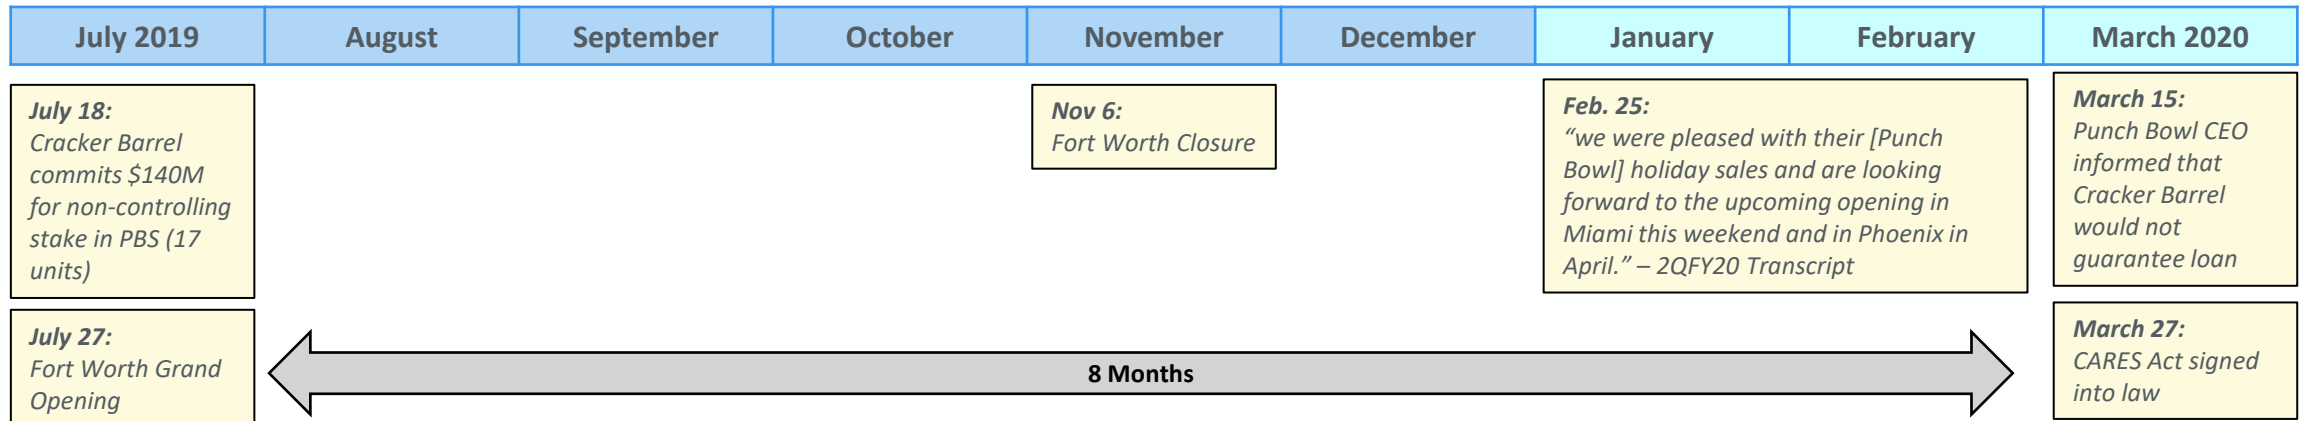 July 2019
August
September
October
November
December
January
February
March 2020
July 18:
Cracker Barrel
commits $140M
for non-controlling
stake in PBS (17
units)
Nov 6:
Fort Worth Closure
Feb. 25:
“we were pleased with their [Punch
Bowl] holiday sales and are looking
forward to the upcoming opening in
Miami this weekend and in Phoenix in
April.” – 2QFY20 Transcript
March 15:
Punch Bowl CEO
informed that
Cracker Barrel
would not
guarantee loan
July 27:
Fort Worth Grand
Opening
8 Months
March 27:
CARES Act signed
into law